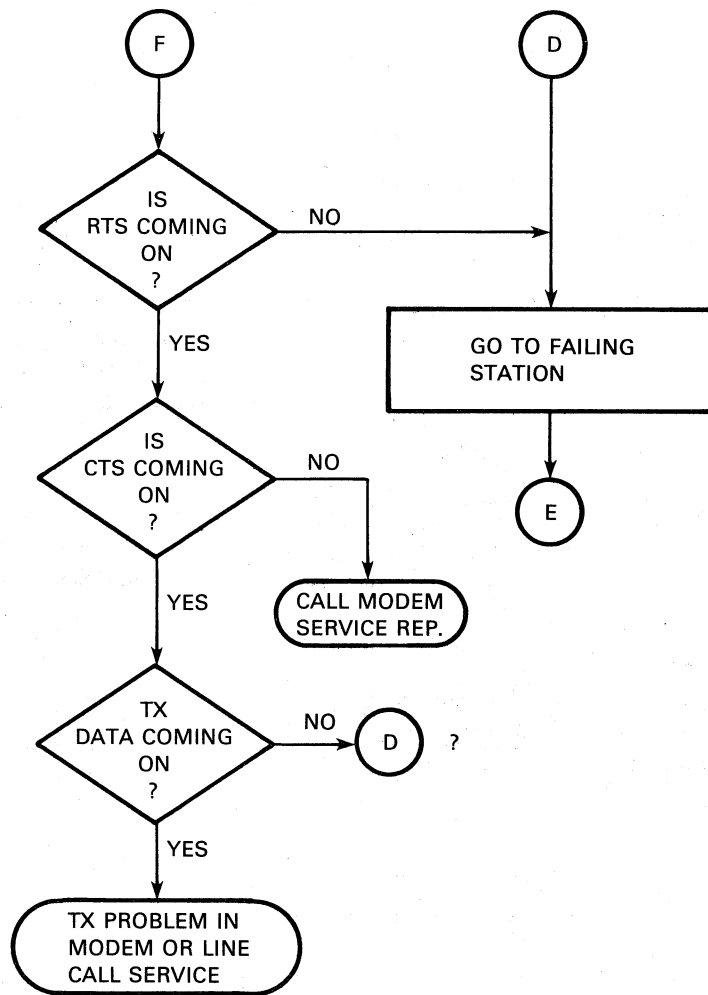 F
D
IS
RTS COMING
ON
?
NO
YES
GO TO FAILING
STATION
E
IS
CTS COMING
ON
?
NO
CALL MODEM
SERVICE REP.
YES
TX
DATA COMING
ON
?
NO
D ?
YES
TX PROBLEM IN
MODEM OR LINE
CALL SERVICE